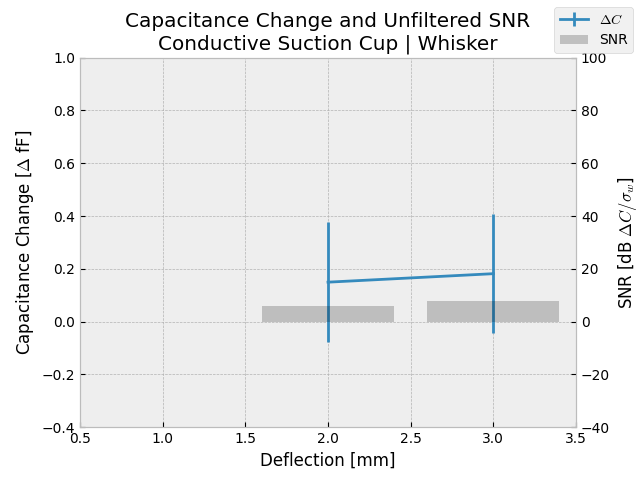 Capacitance Change and Unfiltered SNR
Conductive Suction Cup | Whisker
ΔC
SNR
Capacitance Change [Δ fF]
1.0
0.8
0.6
0.4
0.2
0.0
−0.2
−0.4
100
80
60
40
20
0
−20
−40
SNR [dB ΔC/σ_w]
0.5 1.0 1.5 2.0 2.5 3.0 3.5
Deflection [mm]